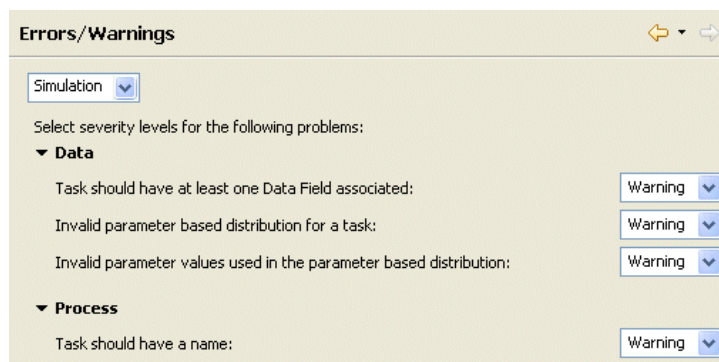 Errors/Warnings
Simulation
Select severity levels for the following problems:
Data
Task should have at least one Data Field associated: Warning
Invalid parameter based distribution for a task: Warning
Invalid parameter values used in the parameter based distribution: Warning
Process
Task should have a name: Warning